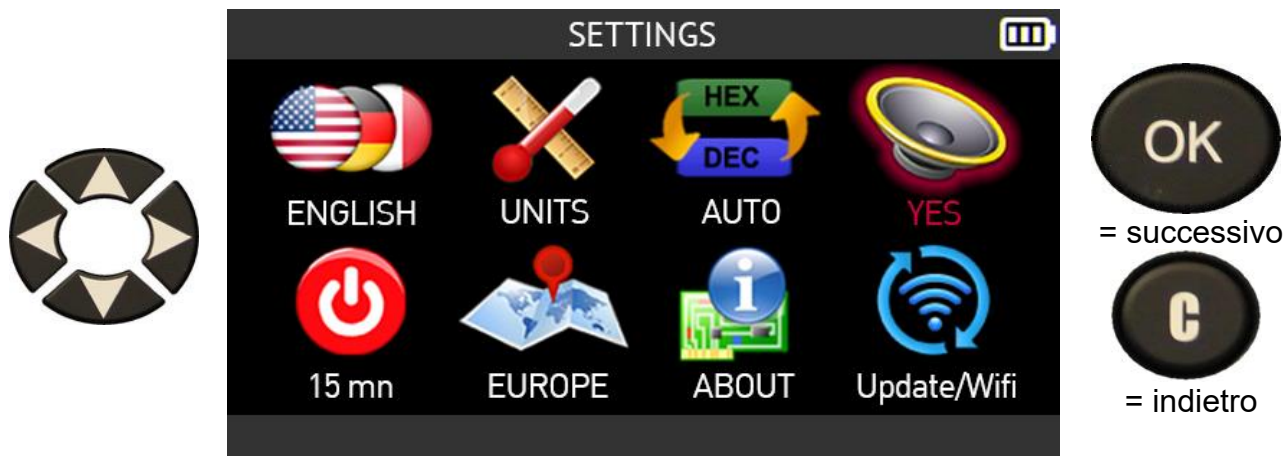 SETTINGS
HEX
DEC
ENGLISH UNITS AUTO YES
15 mn EUROPE ABOUT Update/Wifi
OK
= successivo
C
= indietro